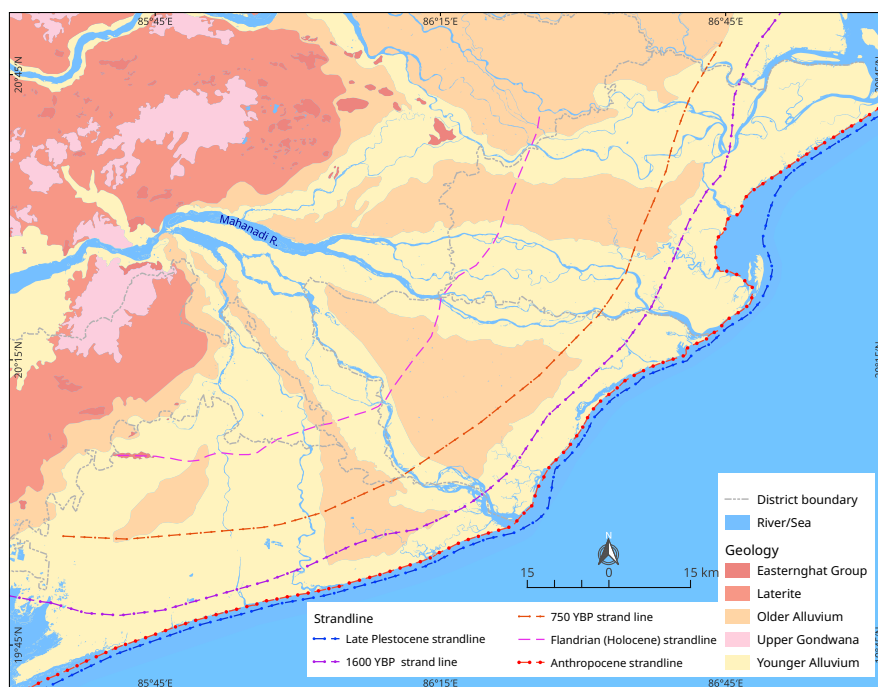 85°45'E 86°15'E 86°45'E
20°45'N
20°15'N
19°45'N
Mahanadi R.
20°15'N
N
15 0 15 km
District boundary
River/Sea
Geology
Easternghat Group
Laterite
Older Alluvium
Upper Gondwana
Younger Alluvium
Strandline
Late Plestocene strandline
1600 YBP strand line
750 YBP strand line
Flandrian (Holocene) strandline
Anthropocene strandline
85°45'E 86°15'E 86°45'E